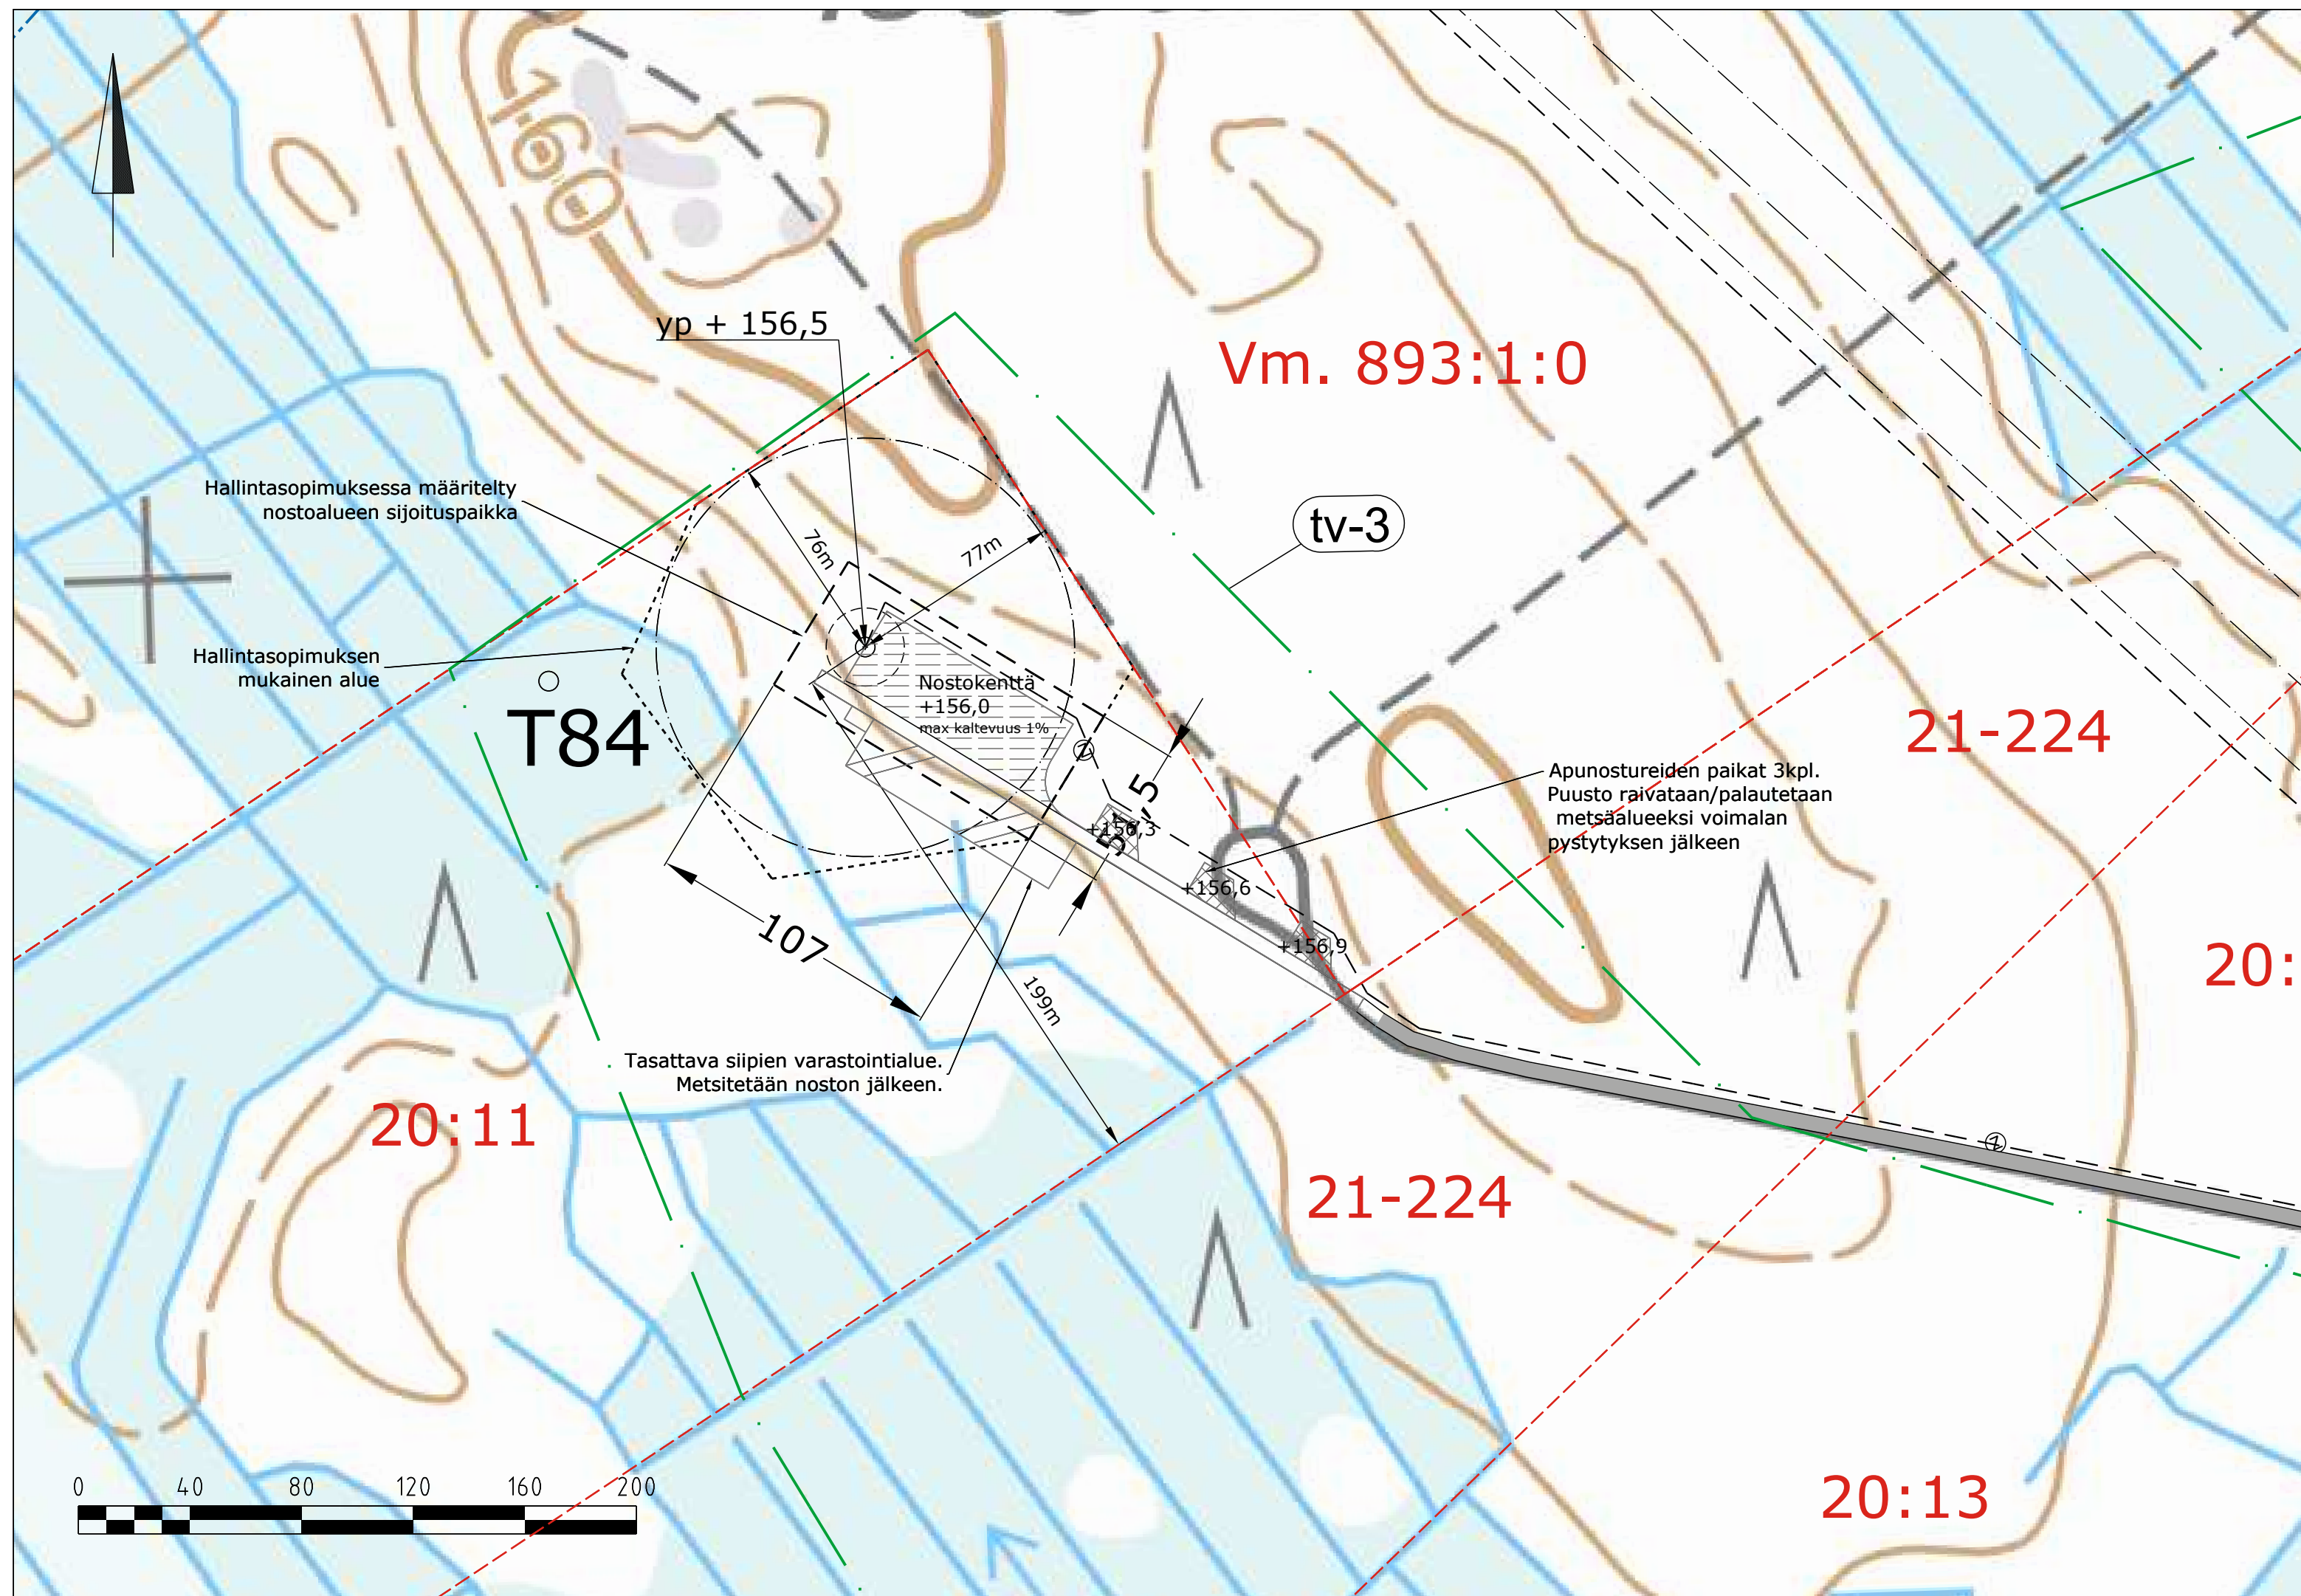 160
yp + 156,5
Vm. 893:1:0
Hallintasopimuksessa määritelty
nostoalueen sijoituspaikka
76m
77m
tv-3
Hallintasopimuksen
mukainen alue
T84
Nostokenttä
+156,0
max kaltevuus 1%
21-224
Apunostureiden paikat 3kpl.
Puusto raivataan/palautetaan
metsäalueeksi voimalan
pystytyksen jälkeen
+156,3
+156,6
+156,9
107
199m
20:
Tasattava siipien varastointialue.
Metsitetään noston jälkeen.
20:11
21-224
20:13
0 40 80 120 160 200